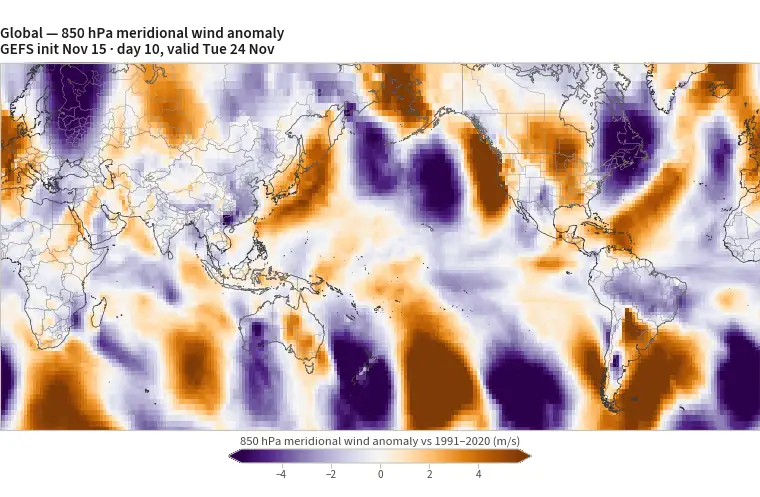 Global — 850 hPa meridional wind anomaly
GEFS init Nov 15 · day 10, valid Tue 24 Nov
850 hPa meridional wind anomaly vs 1991–2020 (m/s)
−4 −2 0 2 4